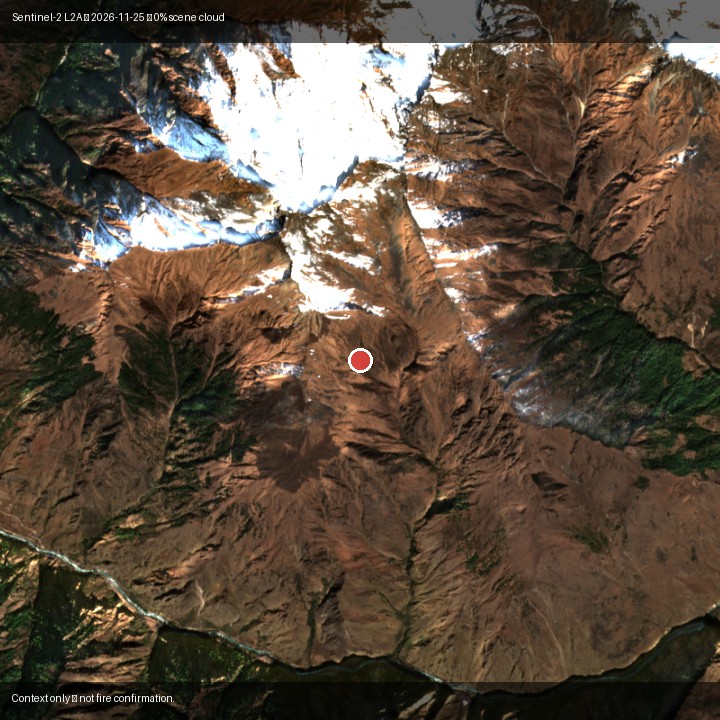 Sentinel-2 L2A▯2026-11-25▯0% scene cloud
Context only▯not fire confirmation.